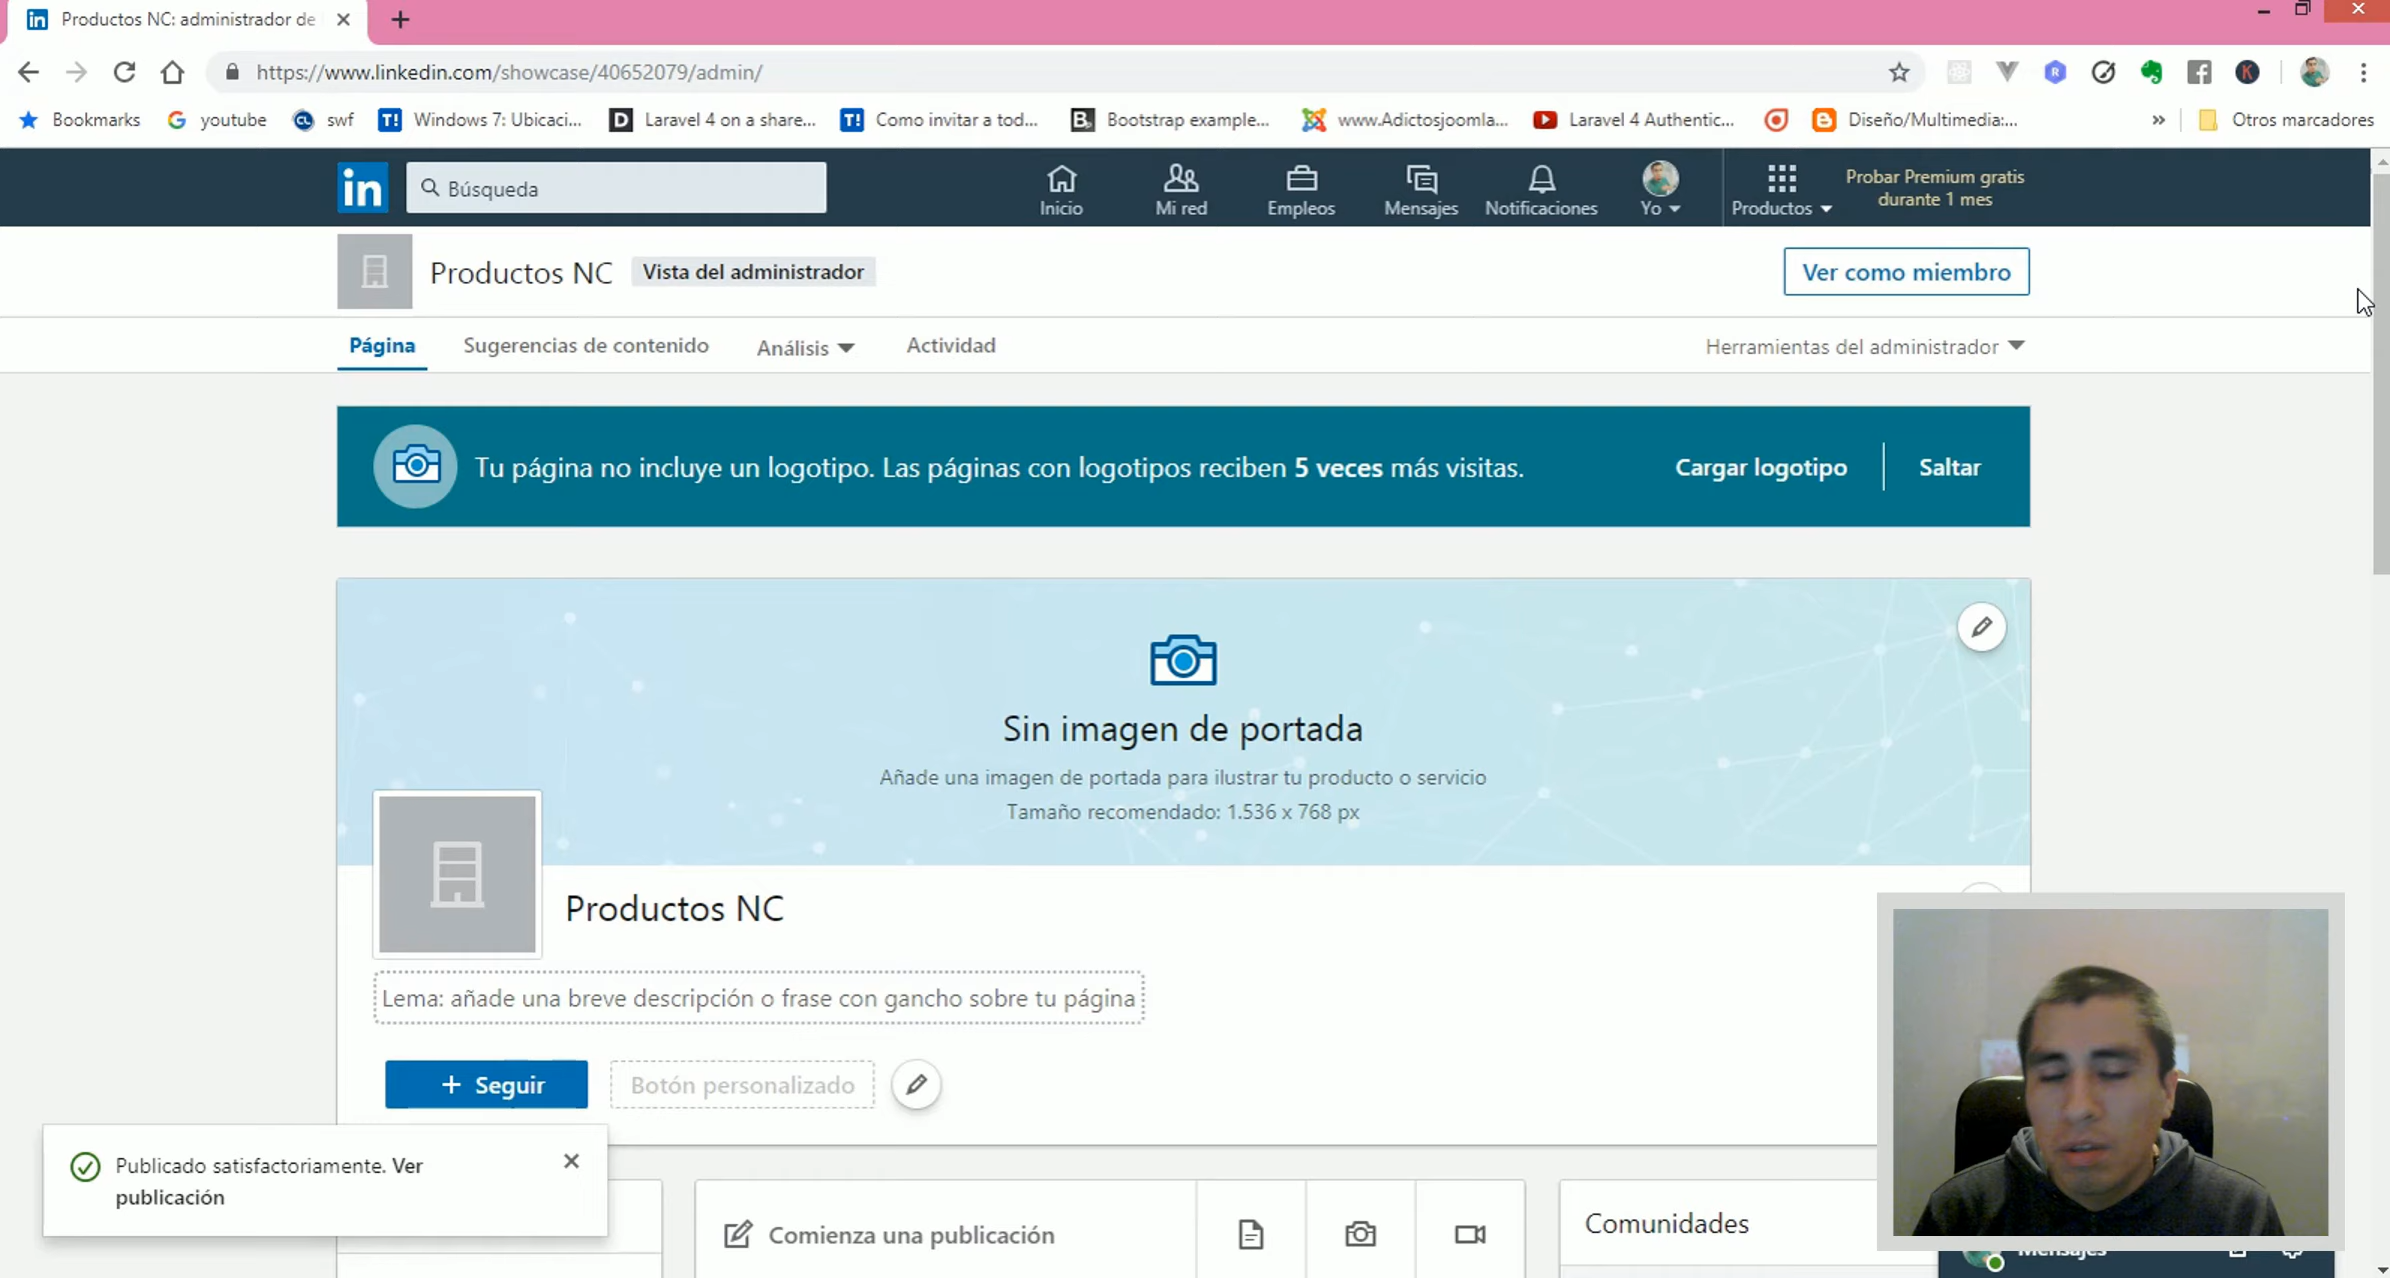 Productos NC: administrador de
https://www.linkedin.com/showcase/40652079/admin/
Bookmarks
youtube
swf
Windows 7: Ubicaci...
Laravel 4 on a share...
Como invitar a tod...
Bootstrap example...
www.Adictosjoomla...
Laravel 4 Authentic...
Diseño/Multimedia:...
»
Otros marcadores
in
Búsqueda
Inicio
Mi red
Empleos
Mensajes
Notificaciones
Yo
Productos
Probar Premium gratis
durante 1 mes
Productos NC
Vista del administrador
Ver como miembro
Página
Sugerencias de contenido
Análisis
Actividad
Herramientas del administrador
Tu página no incluye un logotipo. Las páginas con logotipos reciben 5 veces más visitas.
Cargar logotipo
Saltar
Sin imagen de portada
Añade una imagen de portada para ilustrar tu producto o servicio
Tamaño recomendado: 1.536 x 768 px
Productos NC
Lema: añade una breve descripción o frase con gancho sobre tu página
+ Seguir
Botón personalizado
Publicado satisfactoriamente. Ver
publicación
Comienza una publicación
Comunidades
Mensajes